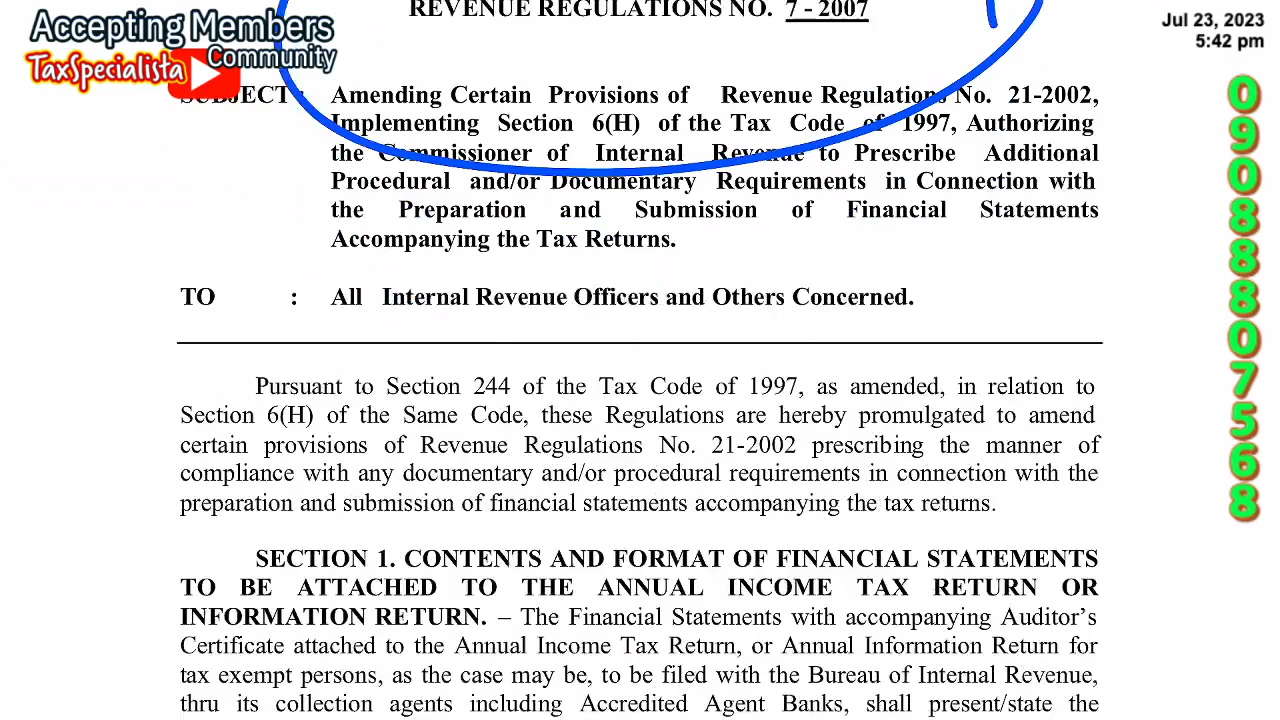 REVENUE REGULATIONS NO. 7 - 2007
Accepting Members
Community
TaxSpecialista
Jul 23, 2023
5:42 pm
SUBJECT : Amending Certain Provisions of Revenue Regulations No. 21-2002,
Implementing Section 6(H) of the Tax Code of 1997, Authorizing
the Commissioner of Internal Revenue to Prescribe Additional
Procedural and/or Documentary Requirements in Connection with
the Preparation and Submission of Financial Statements
Accompanying the Tax Returns.
TO : All Internal Revenue Officers and Others Concerned.
Pursuant to Section 244 of the Tax Code of 1997, as amended, in relation to
Section 6(H) of the Same Code, these Regulations are hereby promulgated to amend
certain provisions of Revenue Regulations No. 21-2002 prescribing the manner of
compliance with any documentary and/or procedural requirements in connection with the
preparation and submission of financial statements accompanying the tax returns.
SECTION 1. CONTENTS AND FORMAT OF FINANCIAL STATEMENTS
TO BE ATTACHED TO THE ANNUAL INCOME TAX RETURN OR
INFORMATION RETURN. – The Financial Statements with accompanying Auditor's
Certificate attached to the Annual Income Tax Return, or Annual Information Return for
tax exempt persons, as the case may be, to be filed with the Bureau of Internal Revenue,
thru its collection agents including Accredited Agent Banks, shall present/state the
09088807568